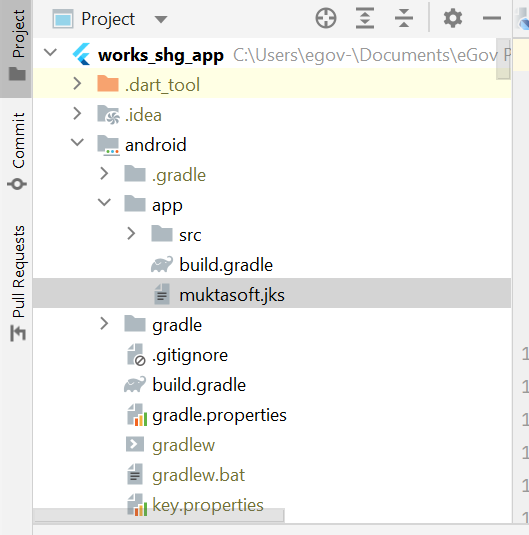 Project
works_shg_app C:\Users\egov-\Documents\eGov P
.dart_tool
.idea
android
.gradle
app
src
build.gradle
muktasoft.jks
gradle
.gitignore
build.gradle
gradle.properties
gradlew
gradlew.bat
key.properties
Project
Commit
Pull Requests